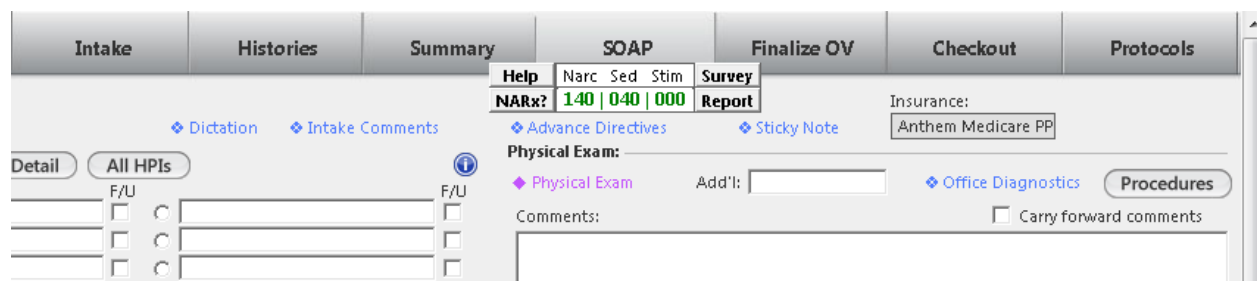 Intake Histories Summary SOAP Finalize OV Checkout Protocols
Help Narc Sed Stim Survey
NARx? 140 | 040 | 000 Report
Insurance:
Dictation Intake Comments Advance Directives Sticky Note Anthem Medicare PP
Physical Exam:
Detail All HPIs Physical Exam Add'l: Office Diagnostics Procedures
F/U F/U
Comments: Carry forward comments